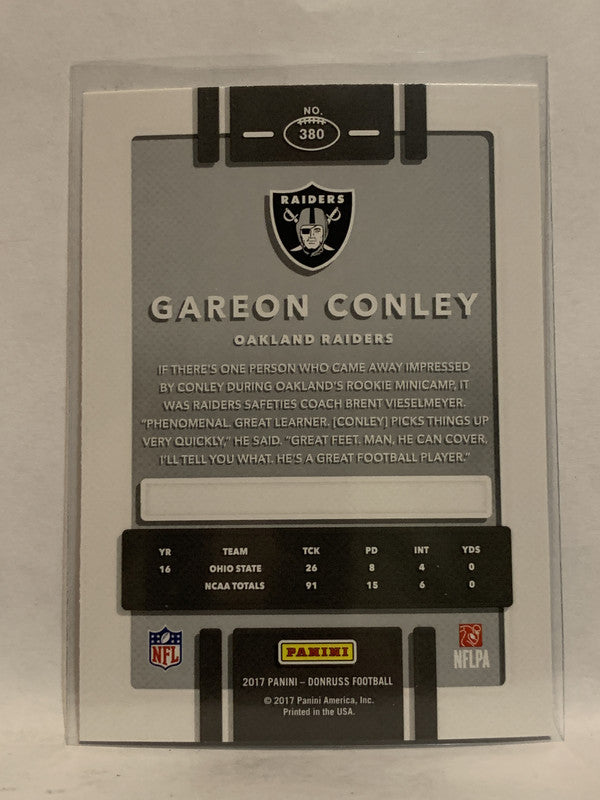 NO.
380
RAIDERS
GAREON CONLEY
OAKLAND RAIDERS
IF THERE'S ONE PERSON WHO CAME AWAY IMPRESSED
BY CONLEY DURING OAKLAND'S ROOKIE MINICAMP, IT
WAS RAIDERS SAFETIES COACH BRENT VIESELMEYER.
"PHENOMENAL. GREAT LEARNER. [CONLEY] PICKS THINGS UP
VERY QUICKLY," HE SAID. "GREAT FEET. MAN, HE CAN COVER,
I'LL TELL YOU WHAT. HE'S A GREAT FOOTBALL PLAYER."
YR TEAM TCK PD INT YDS
16 OHIO STATE 26 8 4 0
NCAA TOTALS 91 15 6 0
NFL
PANINI
NFLPA
2017 PANINI – DONRUSS FOOTBALL
© 2017 Panini America, Inc.
Printed in the USA.